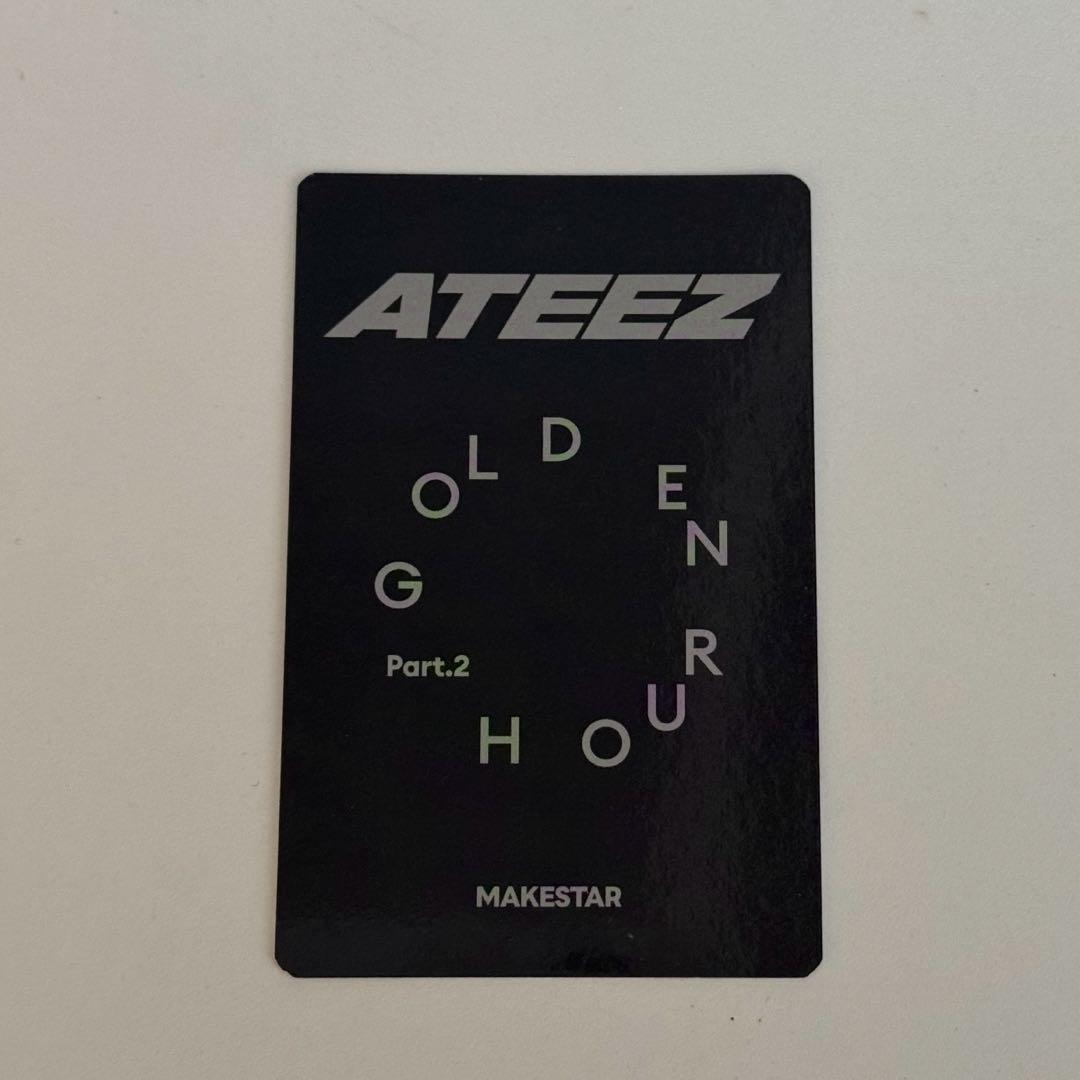 ATEEZ
GOLDEN
HOUR
Part.2
MAKESTAR